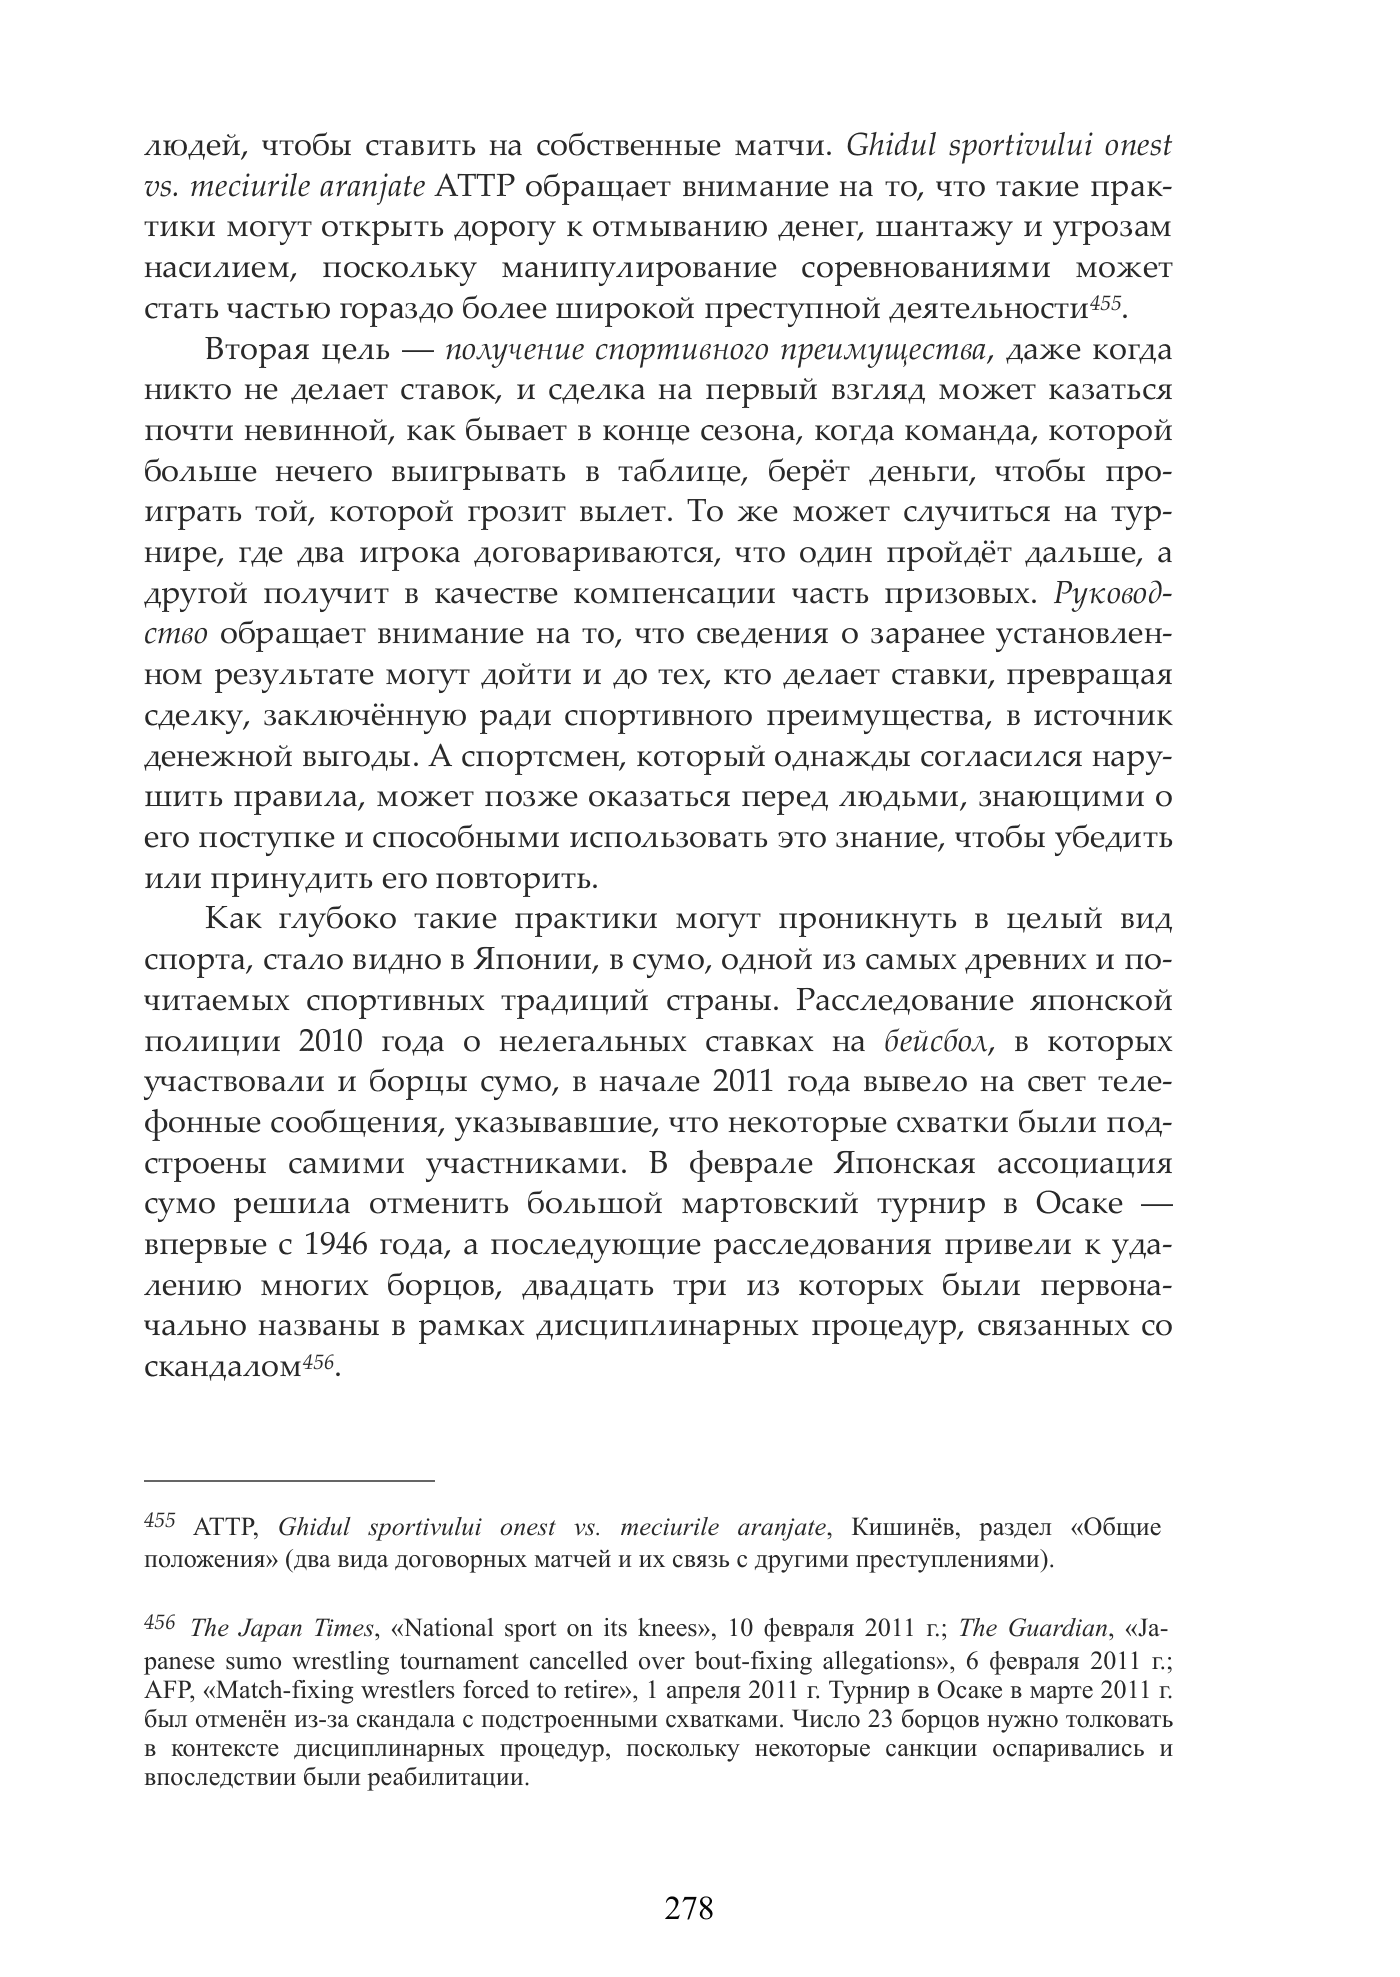 людей, чтобы ставить на собственные матчи. Ghidul sportivului onest
vs. meciurile aranjate АТТР обращает внимание на то, что такие прак-
тики могут открыть дорогу к отмыванию денег, шантажу и угрозам
насилием, поскольку манипулирование соревнованиями может
стать частью гораздо более широкой преступной деятельности455.
Вторая цель — получение спортивного преимущества, даже когда
никто не делает ставок, и сделка на первый взгляд может казаться
почти невинной, как бывает в конце сезона, когда команда, которой
больше нечего выигрывать в таблице, берёт деньги, чтобы про-
играть той, которой грозит вылет. То же может случиться на тур-
нире, где два игрока договариваются, что один пройдёт дальше, а
другой получит в качестве компенсации часть призовых. Руковод-
ство обращает внимание на то, что сведения о заранее установлен-
ном результате могут дойти и до тех, кто делает ставки, превращая
сделку, заключённую ради спортивного преимущества, в источник
денежной выгоды. А спортсмен, который однажды согласился нару-
шить правила, может позже оказаться перед людьми, знающими о
его поступке и способными использовать это знание, чтобы убедить
или принудить его повторить.
Как глубоко такие практики могут проникнуть в целый вид
спорта, стало видно в Японии, в сумо, одной из самых древних и по-
читаемых спортивных традиций страны. Расследование японской
полиции 2010 года о нелегальных ставках на бейсбол, в которых
участвовали и борцы сумо, в начале 2011 года вывело на свет теле-
фонные сообщения, указывавшие, что некоторые схватки были под-
строены самими участниками. В феврале Японская ассоциация
сумо решила отменить большой мартовский турнир в Осаке —
впервые с 1946 года, а последующие расследования привели к уда-
лению многих борцов, двадцать три из которых были первона-
чально названы в рамках дисциплинарных процедур, связанных со
скандалом456.
455 АТТР, Ghidul sportivului onest vs. meciurile aranjate, Кишинёв, раздел «Общие
положения» (два вида договорных матчей и их связь с другими преступлениями).
456 The Japan Times, «National sport on its knees», 10 февраля 2011 г.; The Guardian, «Ja-
panese sumo wrestling tournament cancelled over bout-fixing allegations», 6 февраля 2011 г.;
AFP, «Match-fixing wrestlers forced to retire», 1 апреля 2011 г. Турнир в Осаке в марте 2011 г.
был отменён из-за скандала с подстроенными схватками. Число 23 борцов нужно толковать
в контексте дисциплинарных процедур, поскольку некоторые санкции оспаривались и
впоследствии были реабилитации.
278